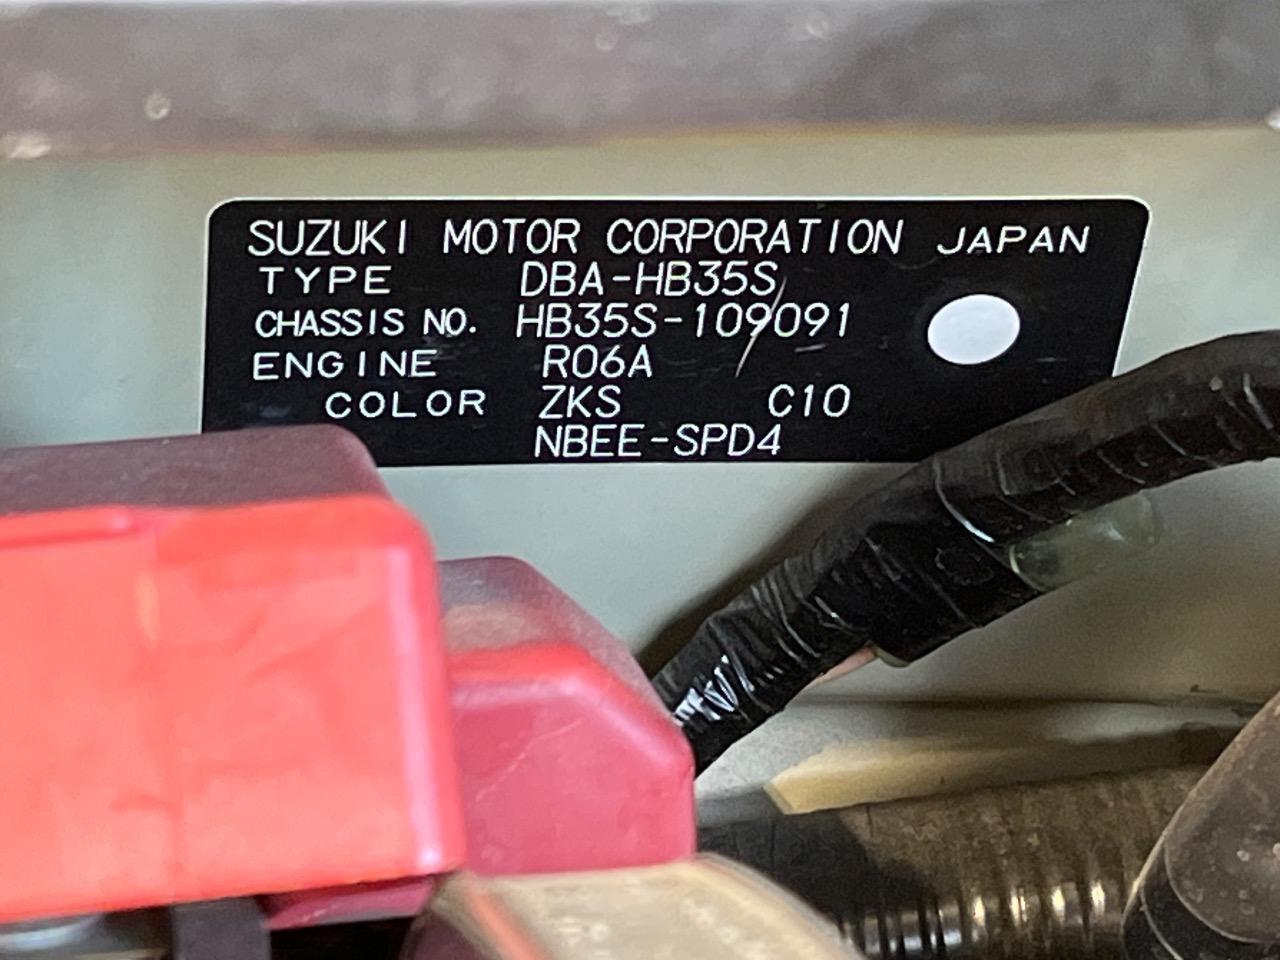 SUZUKI MOTOR CORPORATION JAPAN
TYPE DBA-HB35S
CHASSIS NO. HB35S-109091
ENGINE R06A
COLOR ZKS C10
NBEE-SPD4